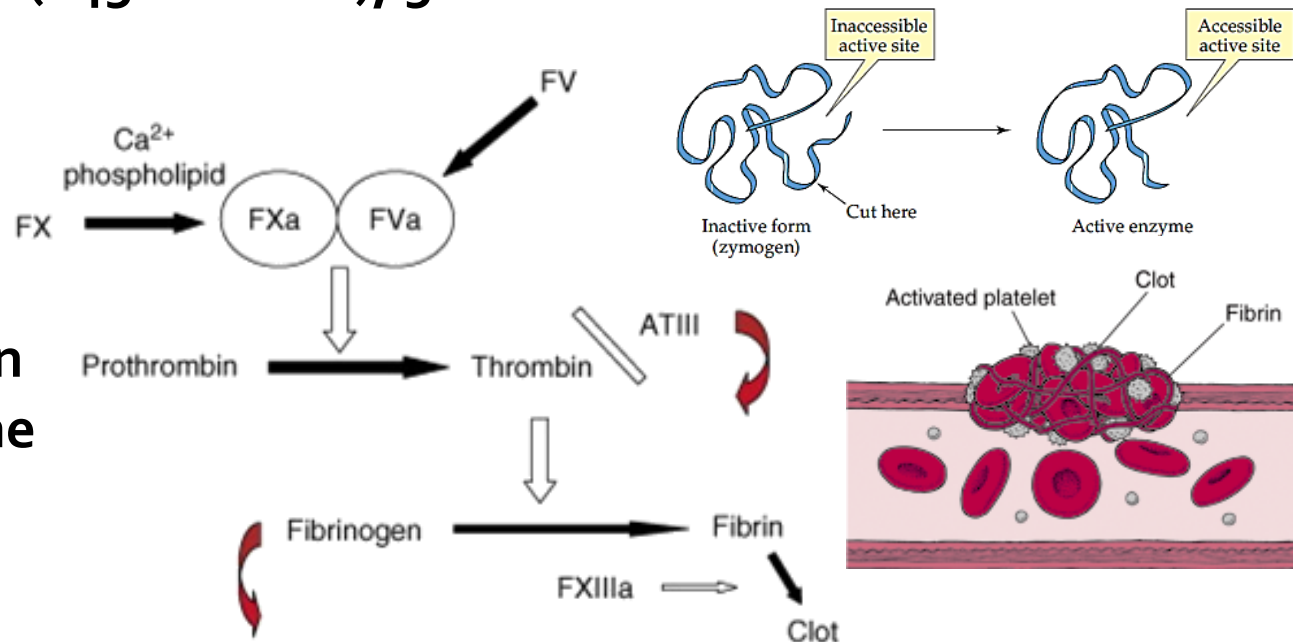 FV
Ca2+
phospholipid
FX
FXa
FVa
Prothrombin
Thrombin
ATIII
Fibrinogen
Fibrin
FXIIIa
Clot
Inaccessible
active site
Accessible
active site
Cut here
Inactive form
(zymogen)
Active enzyme
Activated platelet
Clot
Fibrin